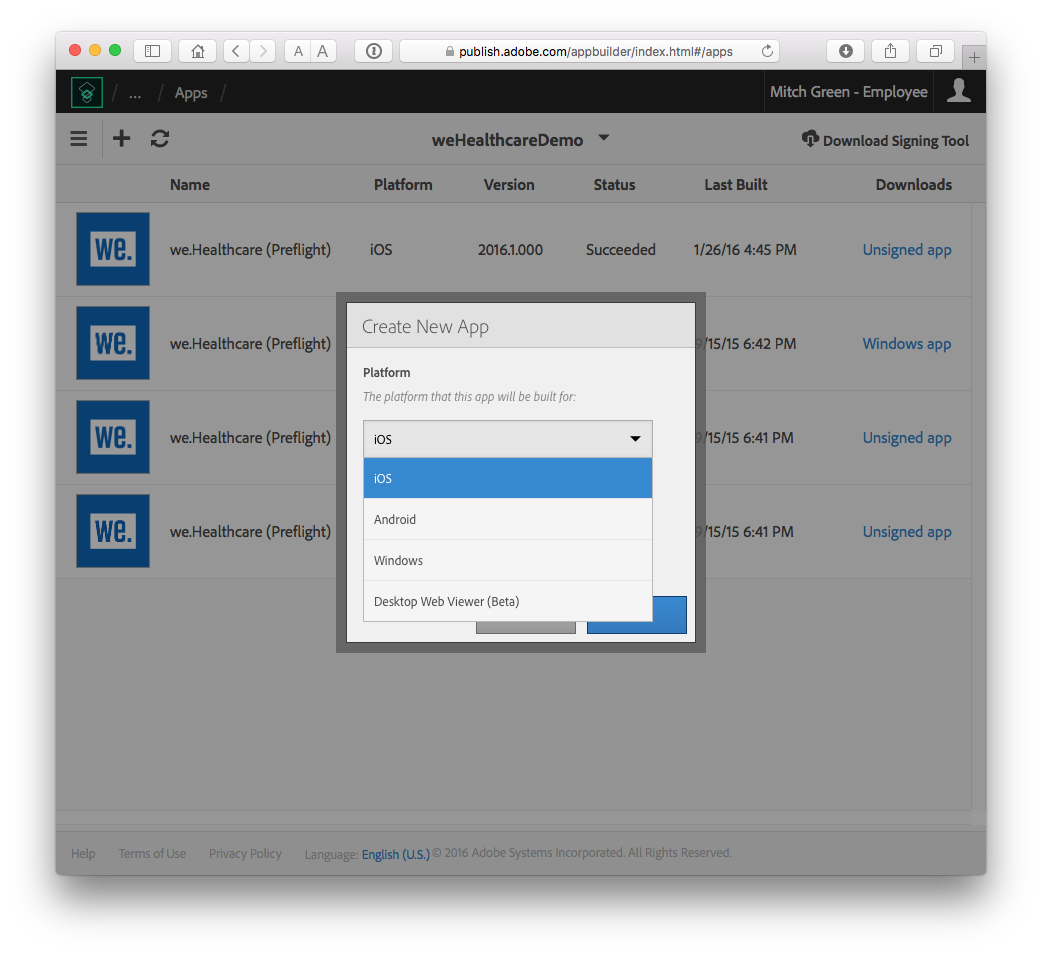 A A publish.adobe.com/appbuilder/index.html#/apps
/ ... / Apps / Mitch Green - Employee
weHealthcareDemo Download Signing Tool
Name Platform Version Status Last Built Downloads
we. we.Healthcare (Preflight) iOS 2016.1.000 Succeeded 1/26/16 4:45 PM Unsigned app
we. we.Healthcare (Preflight) 9/15/15 6:42 PM Windows app
we. we.Healthcare (Preflight) 9/15/15 6:41 PM Unsigned app
we. we.Healthcare (Preflight) 9/15/15 6:41 PM Unsigned app
Create New App
Platform
The platform that this app will be built for:
iOS
iOS
Android
Windows
Desktop Web Viewer (Beta)
Help Terms of Use Privacy Policy Language: English (U.S.) © 2016 Adobe Systems Incorporated. All Rights Reserved.